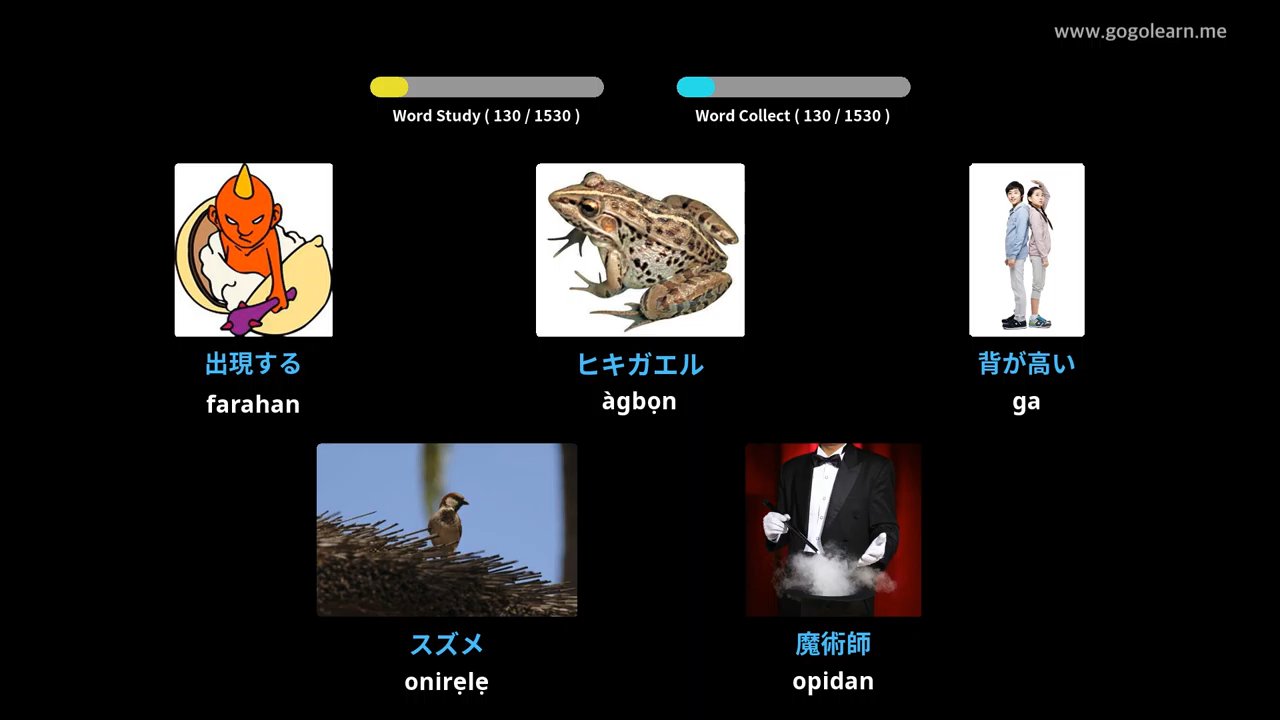 www.gogolearn.me
Word Study ( 130 / 1530 )
Word Collect ( 130 / 1530 )
出現する
farahan
ヒキガエル
àgbọn
背が高い
ga
スズメ
onirẹlẹ
魔術師
opidan